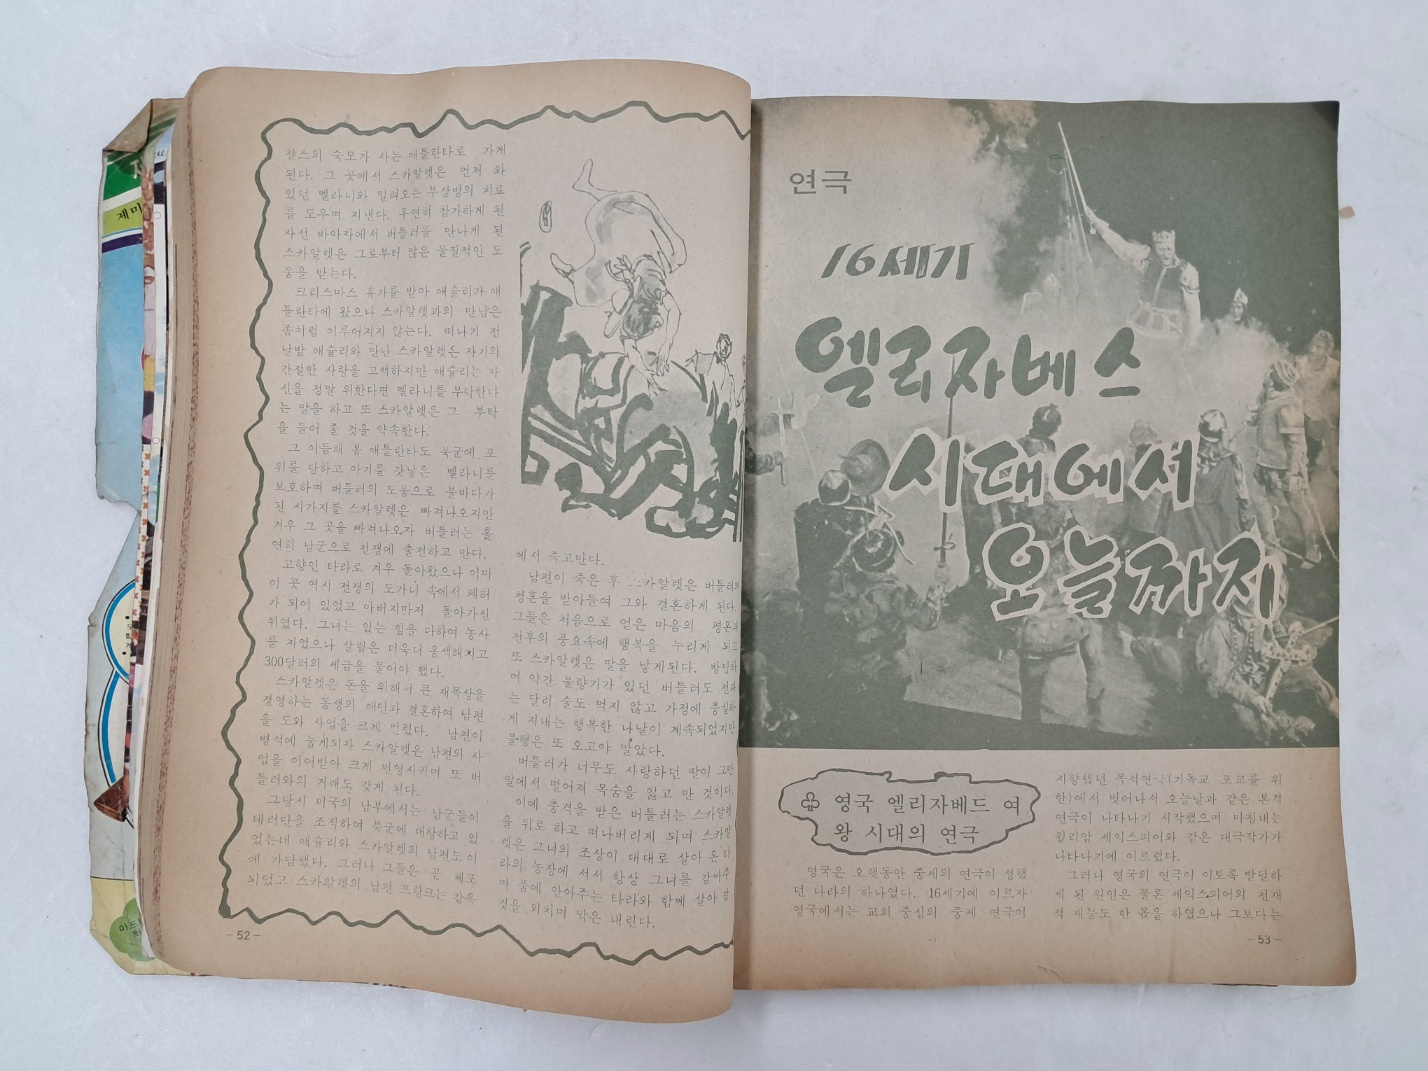 찰스의 숙모가 사는 애틀란타로 가게
된다. 그 곳에서 스카알렛은 먼저 와
있던 멜라니와 밀려오는 부상병의 치료
를 도우며 지낸다. 우연히 참가하게 된
자선 바아자에서 버틀러를 만나게 된
스카알렛은 그로부터 많은 물질적인 도
움을 받는다.
크리스마스 휴가를 받아 애슐리가 애
틀란타에 왔으나 스카알렛과의 만남은
좀처럼 이루어지지 않는다. 떠나기 전
날밤 애슐리와 만난 스카알렛은 자기의
간절한 사랑을 고백하지만 애슐리는 자
신을 정말 위한다면 멜라니를 부탁한다
는 말을 하고 또 스카알렛은 그 부탁
을 들어 줄 것을 약속한다.
그 이듬해 봄 애틀란타도 북군에 포
위를 당하고 아기를 갖낳은 멜라니를
보호하며 버틀러의 도움으로 불바다가
된 시가지를 스카알렛은 빠져나오지만
겨우 그 곳을 빠져나오자 버틀러는 홀
연히 남군으로 전쟁에 출전하고 만다.
고향인 타라로 겨우 돌아왔으나 이미
이 곳 역시 전쟁의 도가니 속에서 폐허
가 되어 있었고 아버지마저 돌아가신
뒤였다. 그녀는 있는 힘을 다하여 농사
를 지었으나 살림은 더욱더 옹색해지고
300달러의 세금을 물어야 했다.
스카알렛은 돈을 위해서 큰 재목상을
경영하는 동생의 애인과 결혼하여 남편
을 도와 사업을 크게 벌렸다. 남편이
병석에 눕게되자 스카알렛은 남편의 사
업을 이어받아 크게 번영시키며 또 버
틀러와의 거래도 갖게 된다.
그당시 미국의 남부에서는 남군들이
테러단을 조직하여 북군에 대항하고 있
었는데 애슐리와 스카알렛의 남편도 이
에 가담했다. 그러나 그들은 곧 체포
되었고 스카알렛의 남편 프랑크는 감옥
에서 죽고만다.
남편이 죽은 후 카알렛은 버틀러의
청혼을 받아들여 그와 결혼하게 된다.
그들은 처음으로 얻은 마음의 평온과
전후의 풍요속에 행복을 누리게 되고
또 스카알렛은 딸을 낳게된다. 방탕하
며 약간 불량기가 있던 버틀러도 전과
는 달리 술도 먹지 않고 가정에 충실하
게 지내는 행복한 나날이 계속되었지만
불행은 또 오고야 말았다.
버틀러가 너무도 사랑하던 딸이 그만
말에서 떨어져 목숨을 잃고 만 것이다.
이에 충격을 받은 버틀러는 스카알렛
을 뒤로 하고 떠나버리게 되며 스카알
렛은 그녀의 조상이 대대로 살아 온 타
라의 농장에 서서 항상 그녀를 감싸주
며 품에 안아주는 타라와 함께 살아 갈
것을 외치며 막은 내린다.
-52-
연극
16세기
엘리자베스
시대에서
오늘까지
영국 엘리자베드 여
왕 시대의 연극
영국은 오랫동안 중세의 연극이 성했
던 나라의 하나였다. 16세기에 이르자
영국에서는 교회 중심의 중세 연극이
지향했던 목적연극(기독교 포교를 위
한)에서 벗어나서 오늘날과 같은 본격
연극이 나타나기 시작했으며 마침내는
윌리암 세익스피어와 같은 대극작가가
나타나기에 이르렀다.
그러나 영국의 연극이 이토록 발달하
게 된 원인은 물론 세익스피어의 천재
적 재능도 한 몫을 하였으나 그보다는
-53-